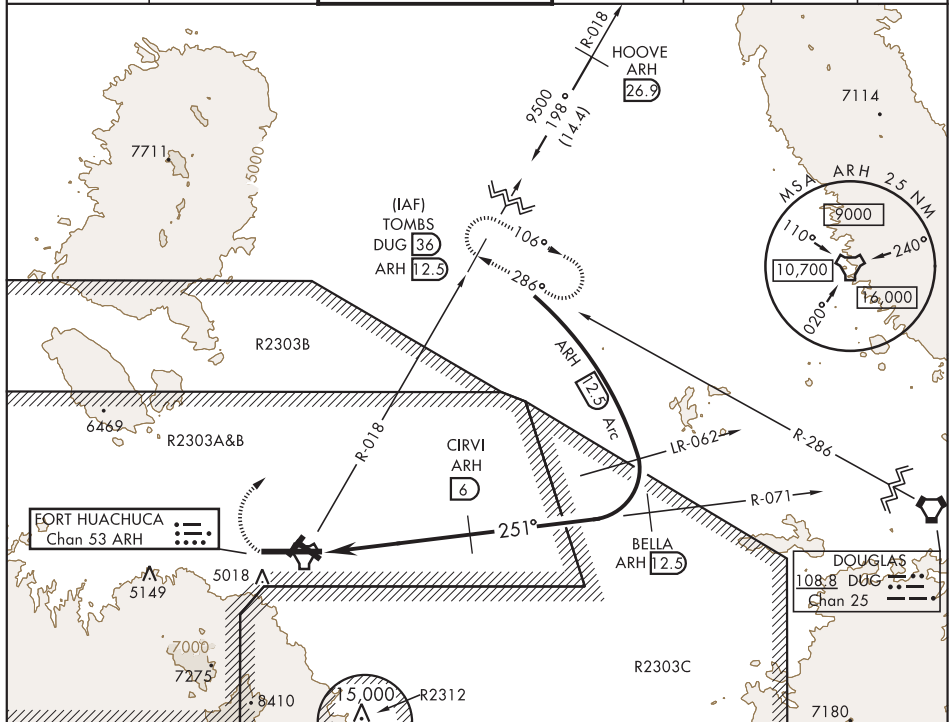 R-018
HOOVE
ARH
26.9
9500
198°
(14.4)
7114
7711
5000
MSA ARH 25 NM
9000
110°
240°
10,700
16,000
020°
(IAF)
TOMBS
DUG 36
ARH 12.5
106°
286°
R2303B
ARH 12.5 Arc
6469
R2303A&B
R-018
CIRVI
ARH
6
LR-062
R-286
R-071
251°
BELLA
ARH 12.5
FORT HUACHUCA
Chan 53 ARH
5018
5149
DOUGLAS
108.8 DUG
Chan 25
7000
7275
8410
15,000
R2312
R2303C
7180